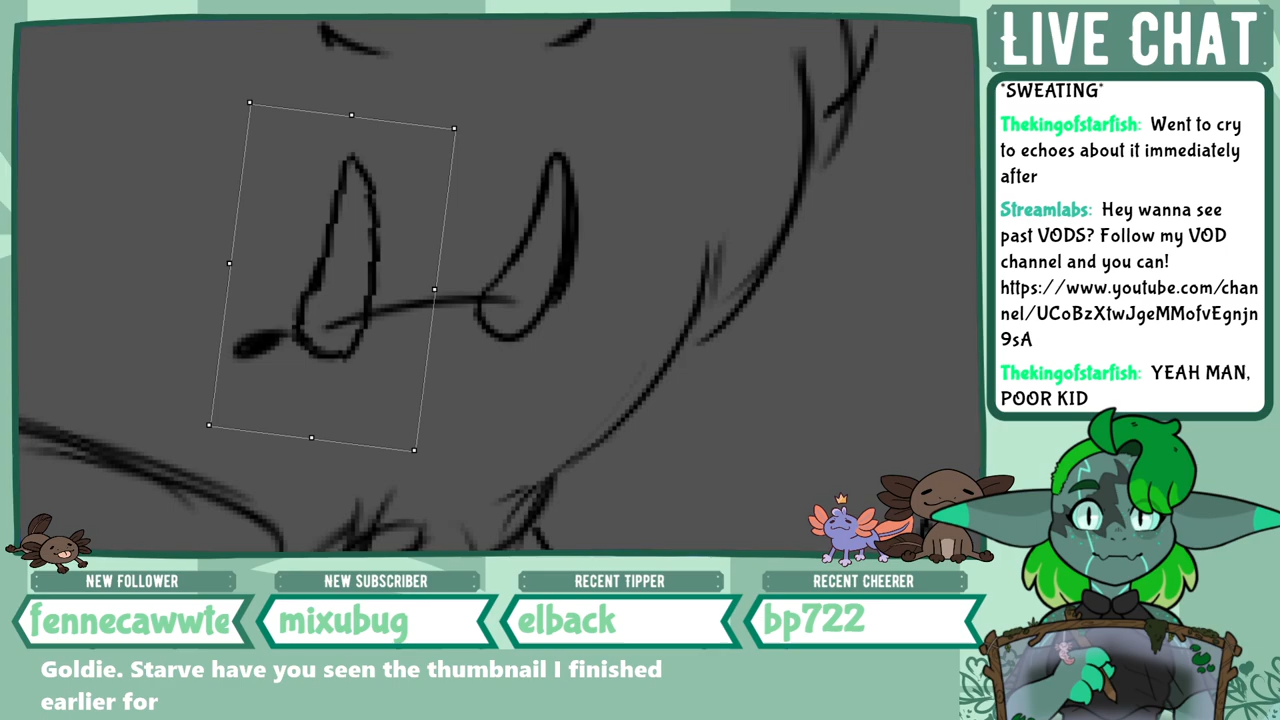 LIVE CHAT
*SWEATING*
Thekingofstarfish: Went to cry
to echoes about it immediately
after
Streamlabs: Hey wanna see
past VODS? Follow my VOD
channel and you can!
https://www.youtube.com/chan
nel/UCoBzXtwJgeMMofvEgnjn
9sA
Thekingofstarfish: YEAH MAN,
POOR KID
NEW FOLLOWER
NEW SUBSCRIBER
RECENT TIPPER
RECENT CHEERER
fennecawwte
mixubug
elback
bp722
Goldie. Starve have you seen the thumbnail I finished
earlier for